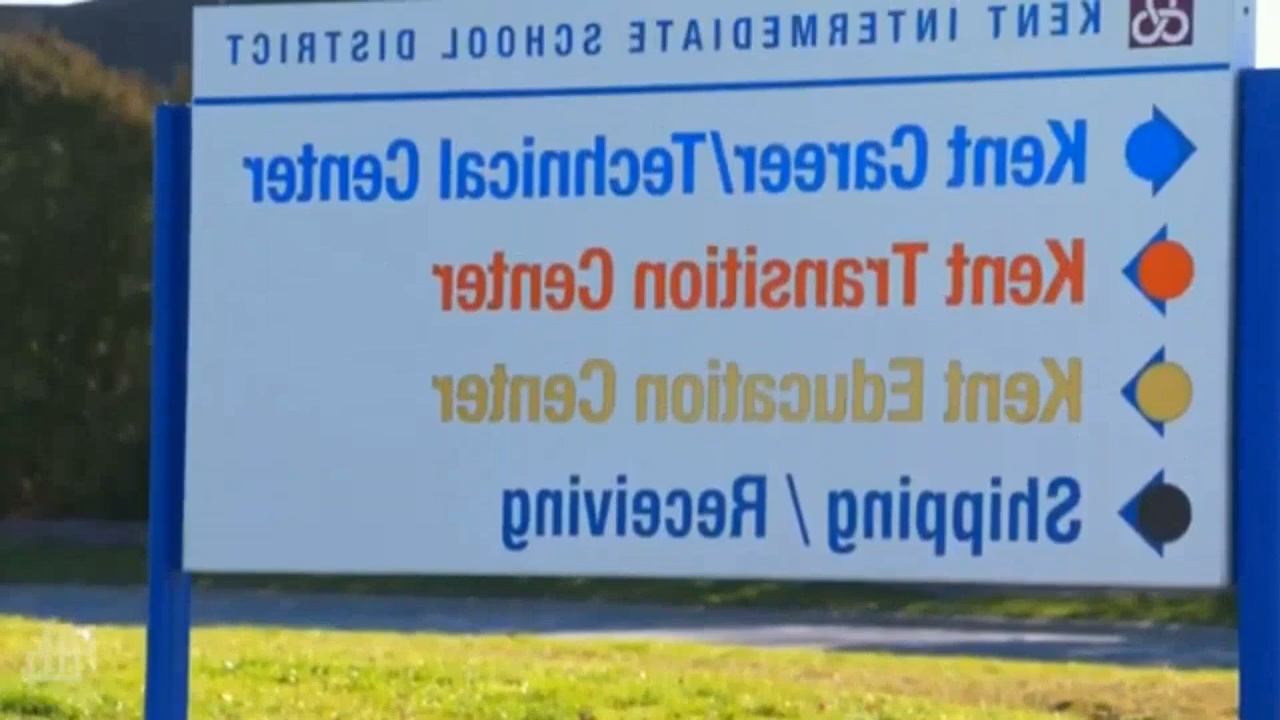 KENT INTERMEDIATE SCHOOL DISTRICT
Kent Career/Technical Center
Kent Transition Center
Kent Education Center
Shipping / Receiving